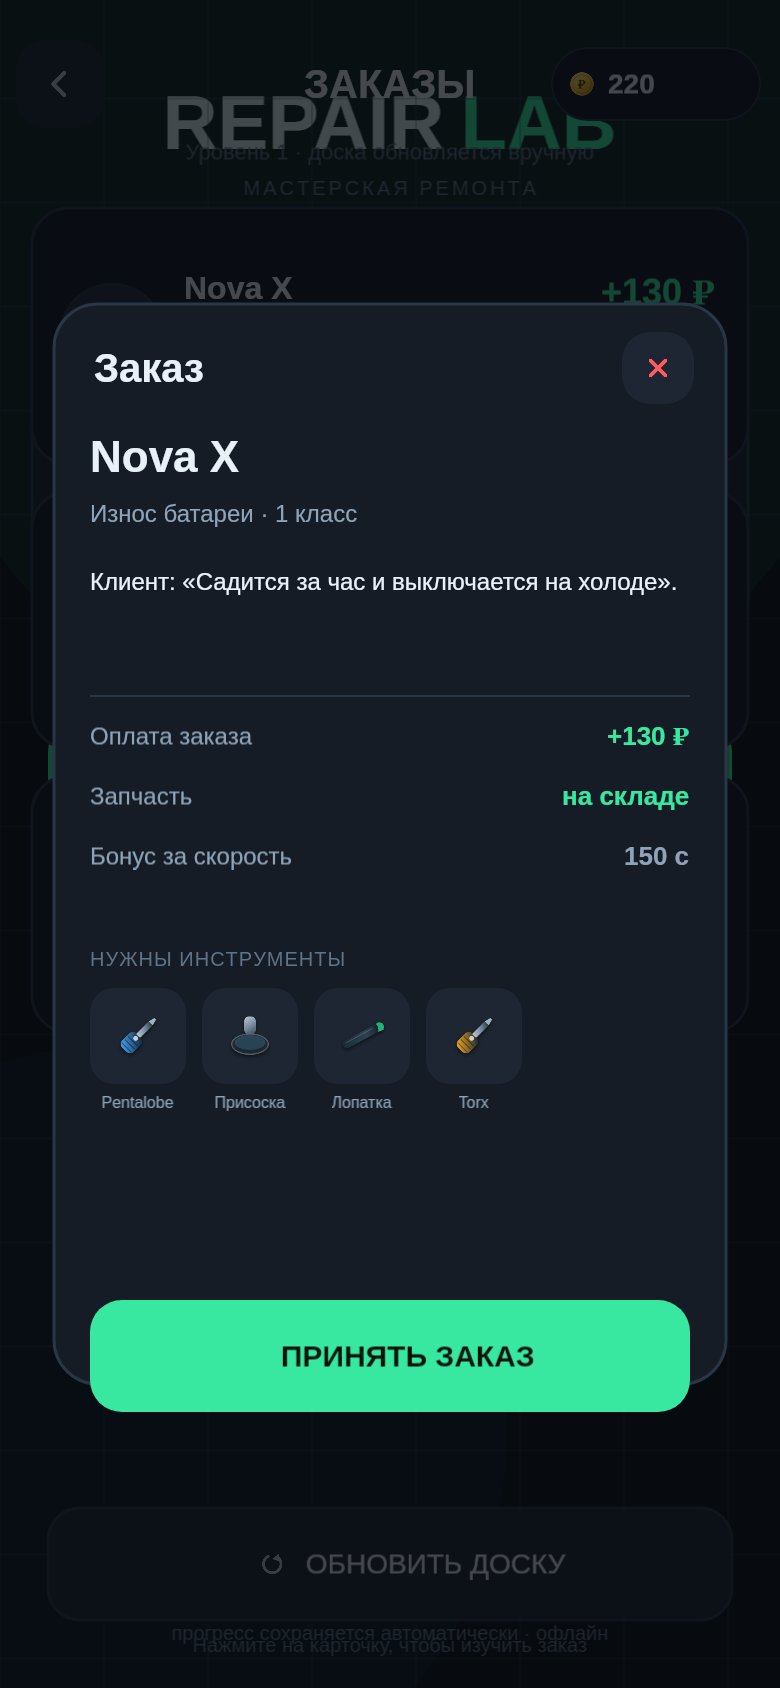 ЗАКАЗЫ
220
REPAIR LAB
Уровень 1 · доска обновляется вручную
МАСТЕРСКАЯ РЕМОНТА
Nova X
+130 ₽
Заказ
Nova X
Износ батареи · 1 класс
Клиент: «Садится за час и выключается на холоде».
Оплата заказа +130 ₽
Запчасть на складе
Бонус за скорость 150 с
НУЖНЫ ИНСТРУМЕНТЫ
Pentalobe Присоска Лопатка Torx
ПРИНЯТЬ ЗАКАЗ
ОБНОВИТЬ ДОСКУ
прогресс сохраняется автоматически · офлайн
Нажмите на карточку, чтобы изучить заказ